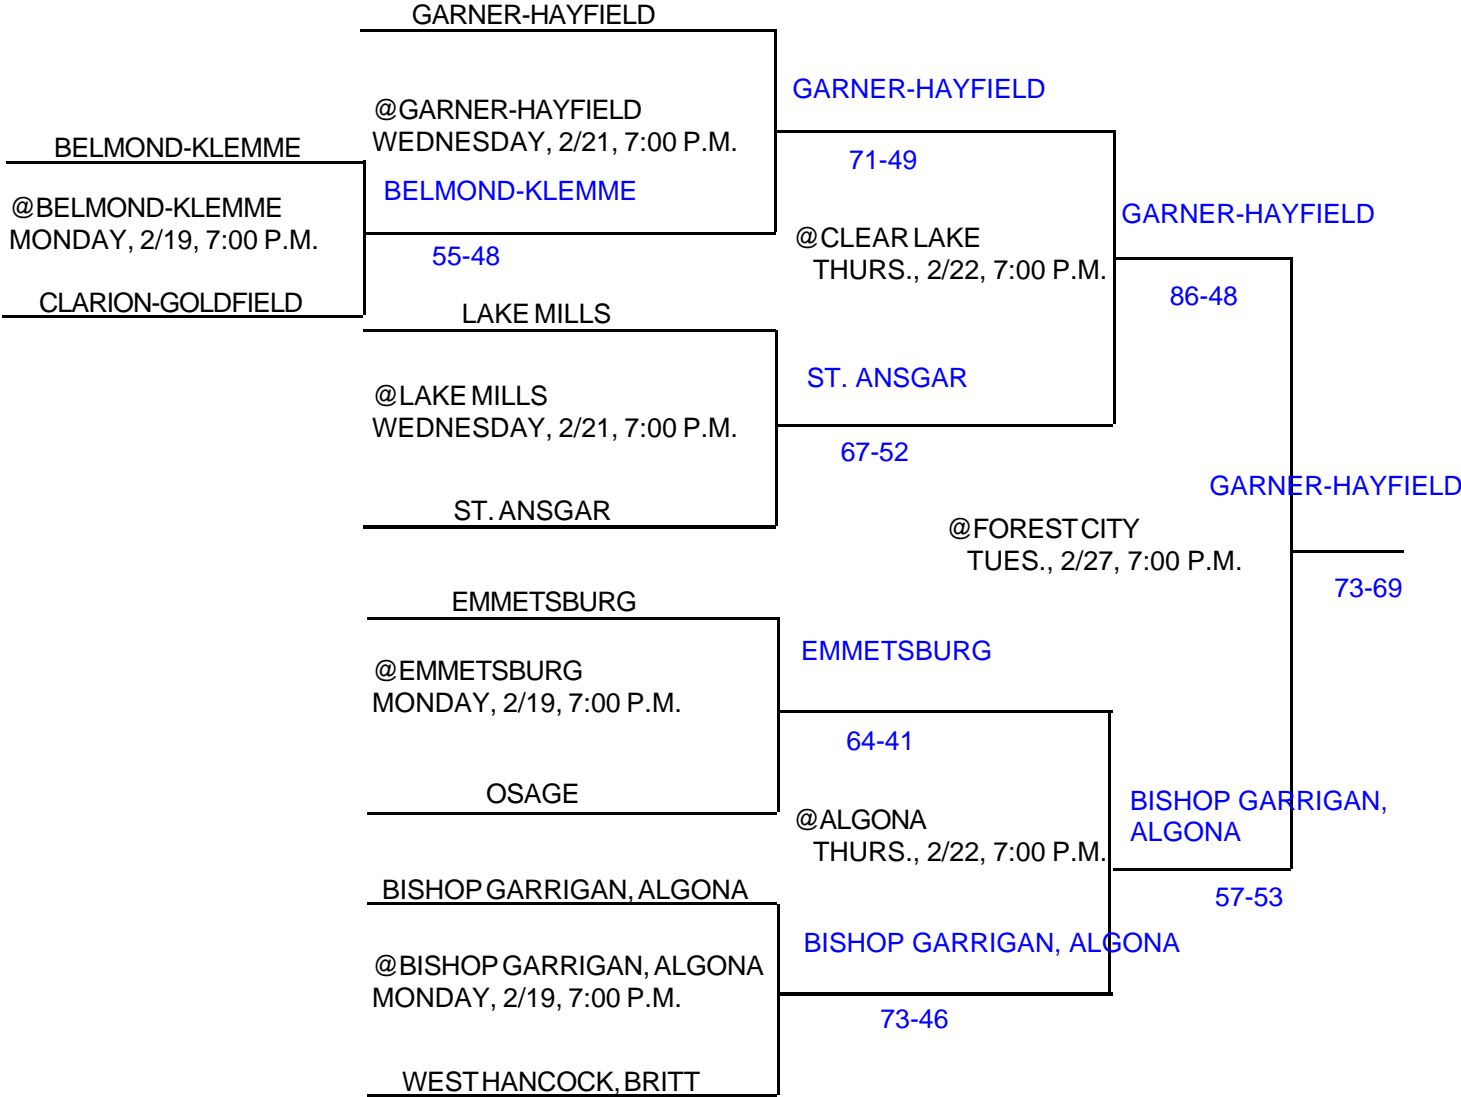 GARNER-HAYFIELD
GARNER-HAYFIELD
@GARNER-HAYFIELD
WEDNESDAY, 2/21, 7:00 P.M.
BELMOND-KLEMME
71-49
BELMOND-KLEMME
@BELMOND-KLEMME
MONDAY, 2/19, 7:00 P.M.
GARNER-HAYFIELD
@CLEAR LAKE
THURS., 2/22, 7:00 P.M.
55-48
CLARION-GOLDFIELD
86-48
LAKE MILLS
ST. ANSGAR
@LAKE MILLS
WEDNESDAY, 2/21, 7:00 P.M.
67-52
GARNER-HAYFIELD
ST. ANSGAR
@FOREST CITY
TUES., 2/27, 7:00 P.M.
73-69
EMMETSBURG
EMMETSBURG
@EMMETSBURG
MONDAY, 2/19, 7:00 P.M.
64-41
OSAGE
BISHOP GARRIGAN,
ALGONA
@ALGONA
THURS., 2/22, 7:00 P.M.
BISHOP GARRIGAN, ALGONA
57-53
BISHOP GARRIGAN, ALGONA
@BISHOP GARRIGAN, ALGONA
MONDAY, 2/19, 7:00 P.M.
73-46
WEST HANCOCK, BRITT